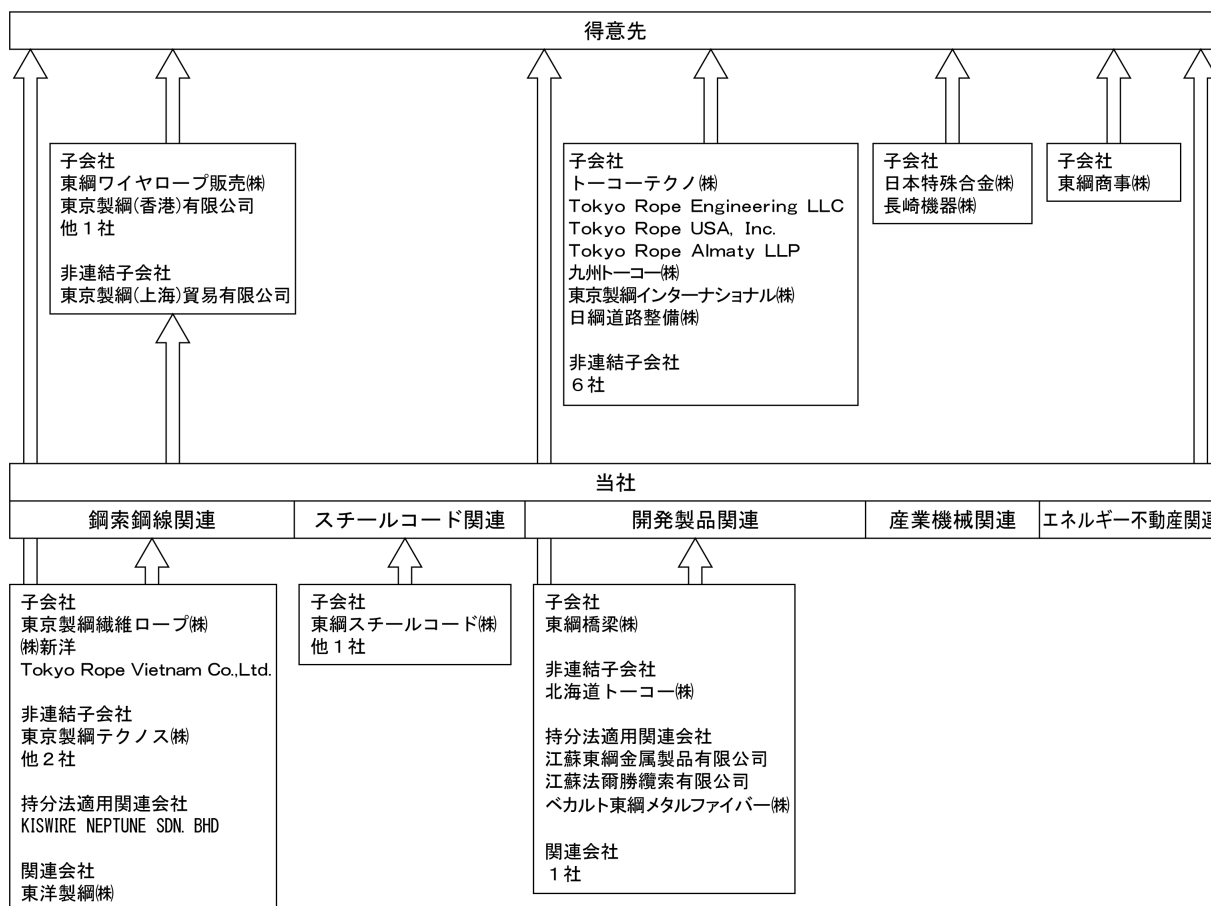 得意先
子会社
東綱ワイヤロープ販売㈱
東京製綱(香港)有限公司
他１社
非連結子会社
東京製綱(上海)貿易有限公司
子会社
トーコーテクノ㈱
Tokyo Rope Engineering LLC
Tokyo Rope USA, Inc.
Tokyo Rope Almaty LLP
九州トーコー㈱
東京製綱インターナショナル㈱
日綱道路整備㈱
非連結子会社
６社
子会社
日本特殊合金㈱
長崎機器㈱
子会社
東綱商事㈱
当社
鋼索鋼線関連
スチールコード関連
開発製品関連
産業機械関連
エネルギー不動産関連
子会社
東京製綱繊維ロープ㈱
㈱新洋
Tokyo Rope Vietnam Co.,Ltd.
非連結子会社
東京製綱テクノス㈱
他２社
持分法適用関連会社
KISWIRE NEPTUNE SDN. BHD
関連会社
東洋製綱㈱
子会社
東綱スチールコード㈱
他１社
子会社
東綱橋梁㈱
非連結子会社
北海道トーコー㈱
持分法適用関連会社
江蘇東綱金属製品有限公司
江蘇法爾勝纜索有限公司
ベカルト東綱メタルファイバー㈱
関連会社
１社